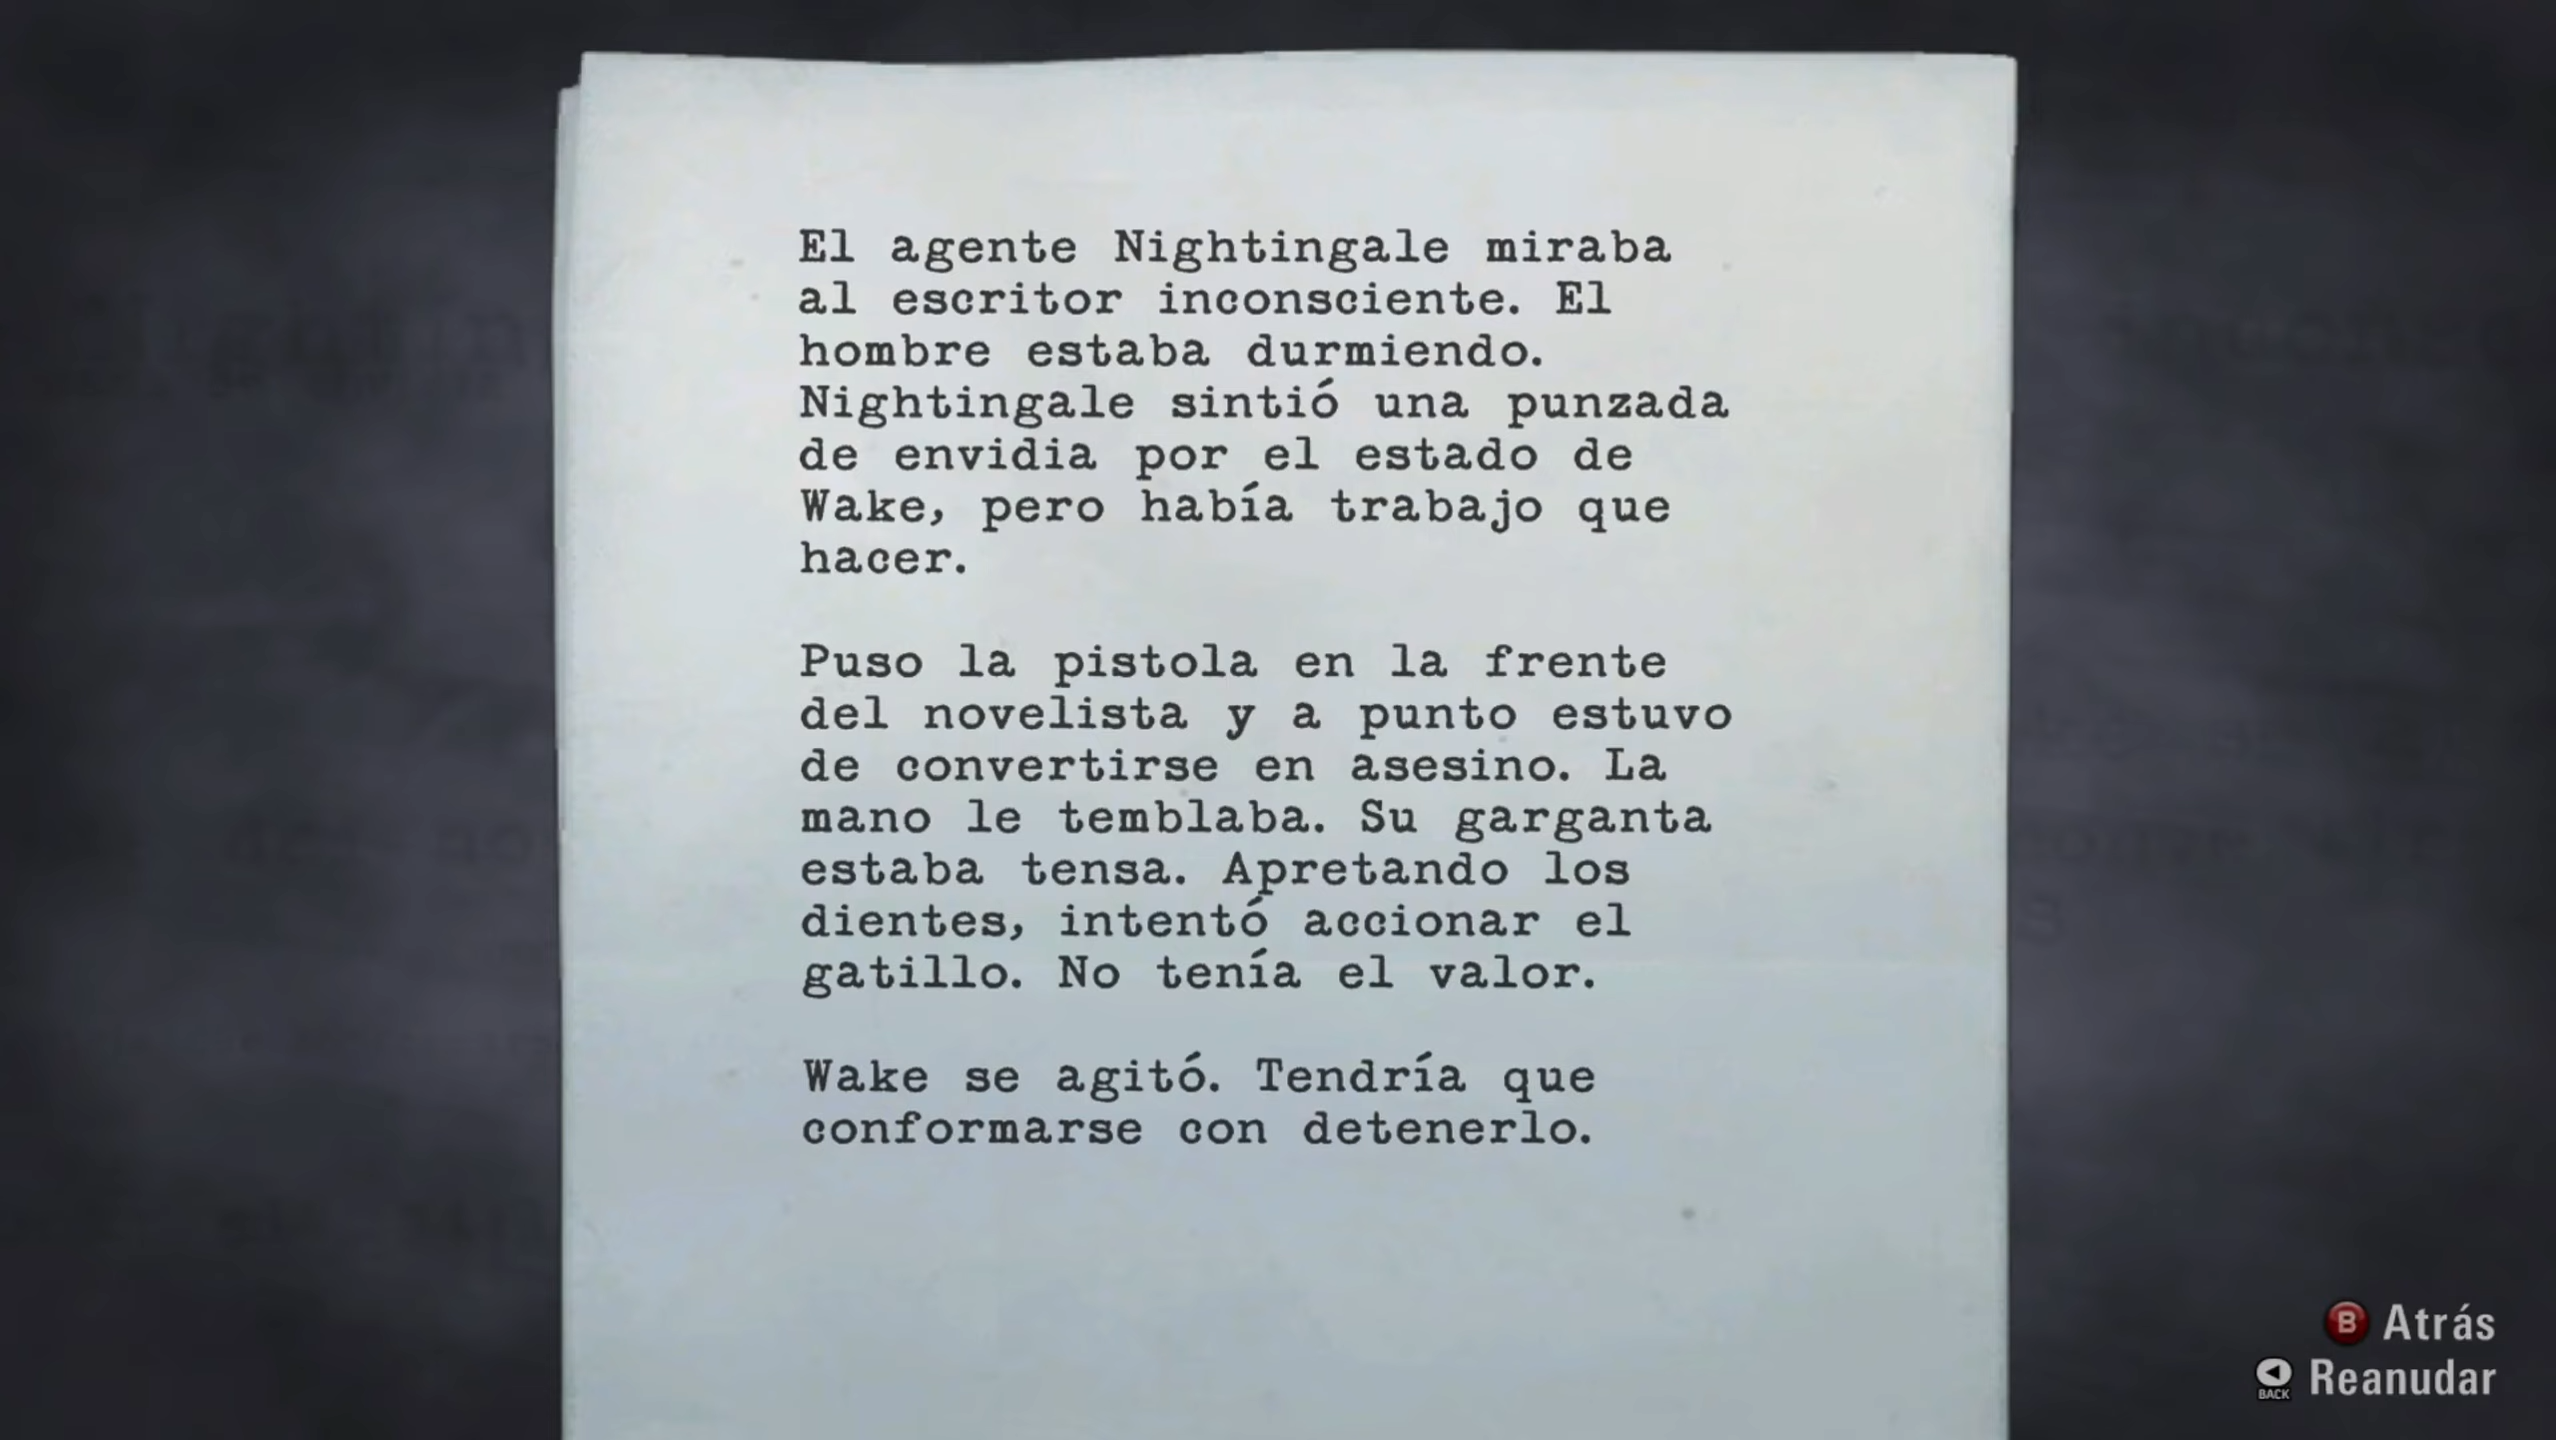 El agente Nightingale miraba
al escritor inconsciente. El
hombre estaba durmiendo.
Nightingale sintió una punzada
de envidia por el estado de
Wake, pero había trabajo que
hacer.
Puso la pistola en la frente
del novelista y a punto estuvo
de convertirse en asesino. La
mano le temblaba. Su garganta
estaba tensa. Apretando los
dientes, intentó accionar el
gatillo. No tenía el valor.
Wake se agitó. Tendría que
conformarse con detenerlo.
B Atrás
BACK Reanudar